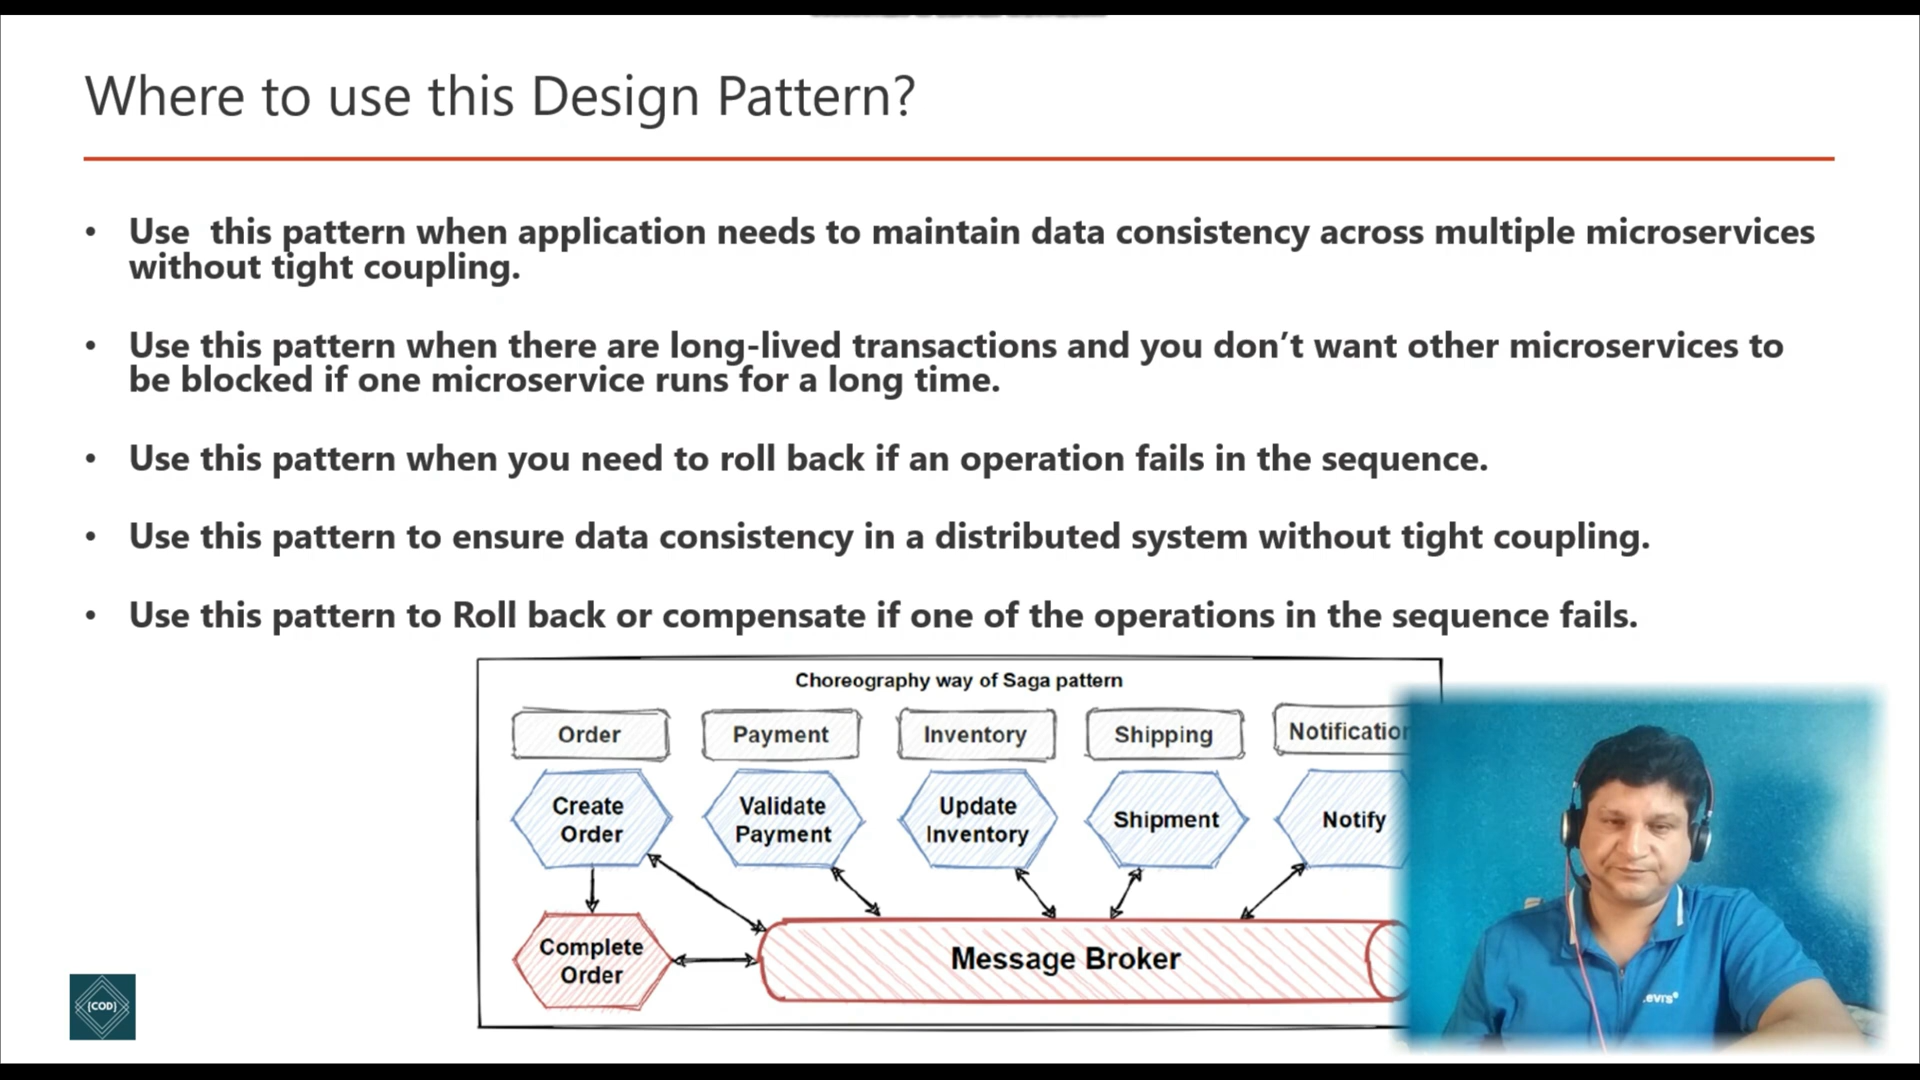 Where to use this Design Pattern?
• Use  this pattern when application needs to maintain data consistency across multiple microservices
without tight coupling.
• Use this pattern when there are long-lived transactions and you don’t want other microservices to
be blocked if one microservice runs for a long time.
• Use this pattern when you need to roll back if an operation fails in the sequence.
• Use this pattern to ensure data consistency in a distributed system without tight coupling.
• Use this pattern to Roll back or compensate if one of the operations in the sequence fails.
Choreography way of Saga pattern
Order
Payment
Inventory
Shipping
Notification
Create
Order
Validate
Payment
Update
Inventory
Shipment
Notify
Complete
Order
Message Broker
[COD]